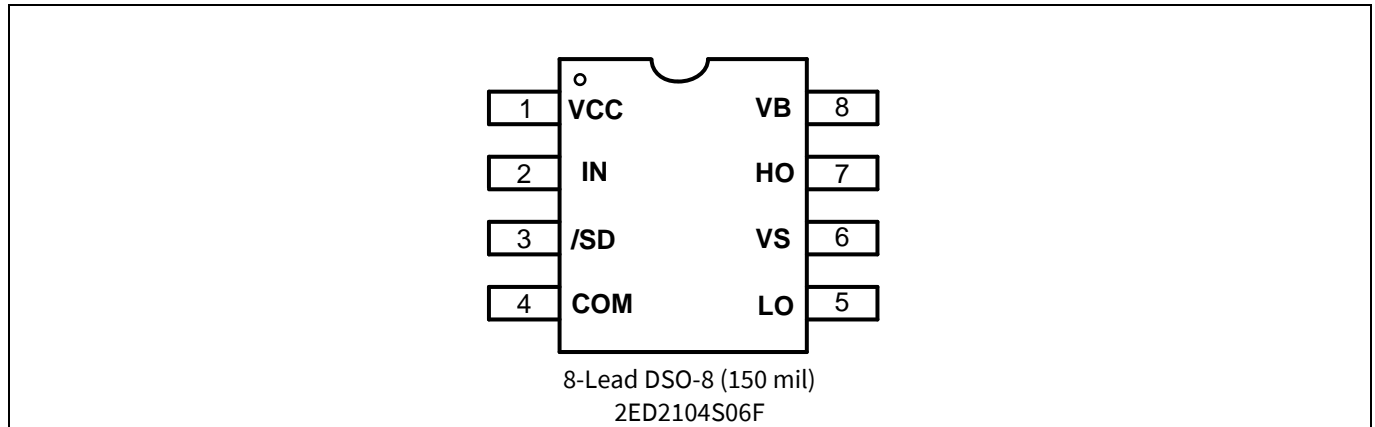 1 VCC VB 8
2 IN HO 7
3 /SD VS 6
4 COM LO 5
8-Lead DSO-8 (150 mil)
2ED2104S06F